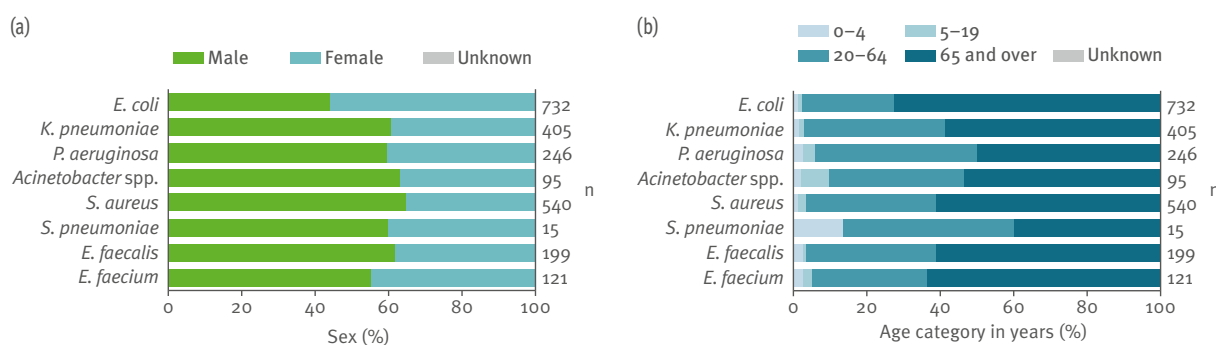 (a)
Male Female Unknown
E. coli 732
K. pneumoniae 405
P. aeruginosa 246
Acinetobacter spp. 95
n
S. aureus 540
S. pneumoniae 15
E. faecalis 199
E. faecium 121
0 20 40 60 80 100
Sex (%)
(b)
0–4 5–19
20–64 65 and over Unknown
E. coli 732
K. pneumoniae 405
P. aeruginosa 246
Acinetobacter spp. 95
n
S. aureus 540
S. pneumoniae 15
E. faecalis 199
E. faecium 121
0 20 40 60 80 100
Age category in years (%)